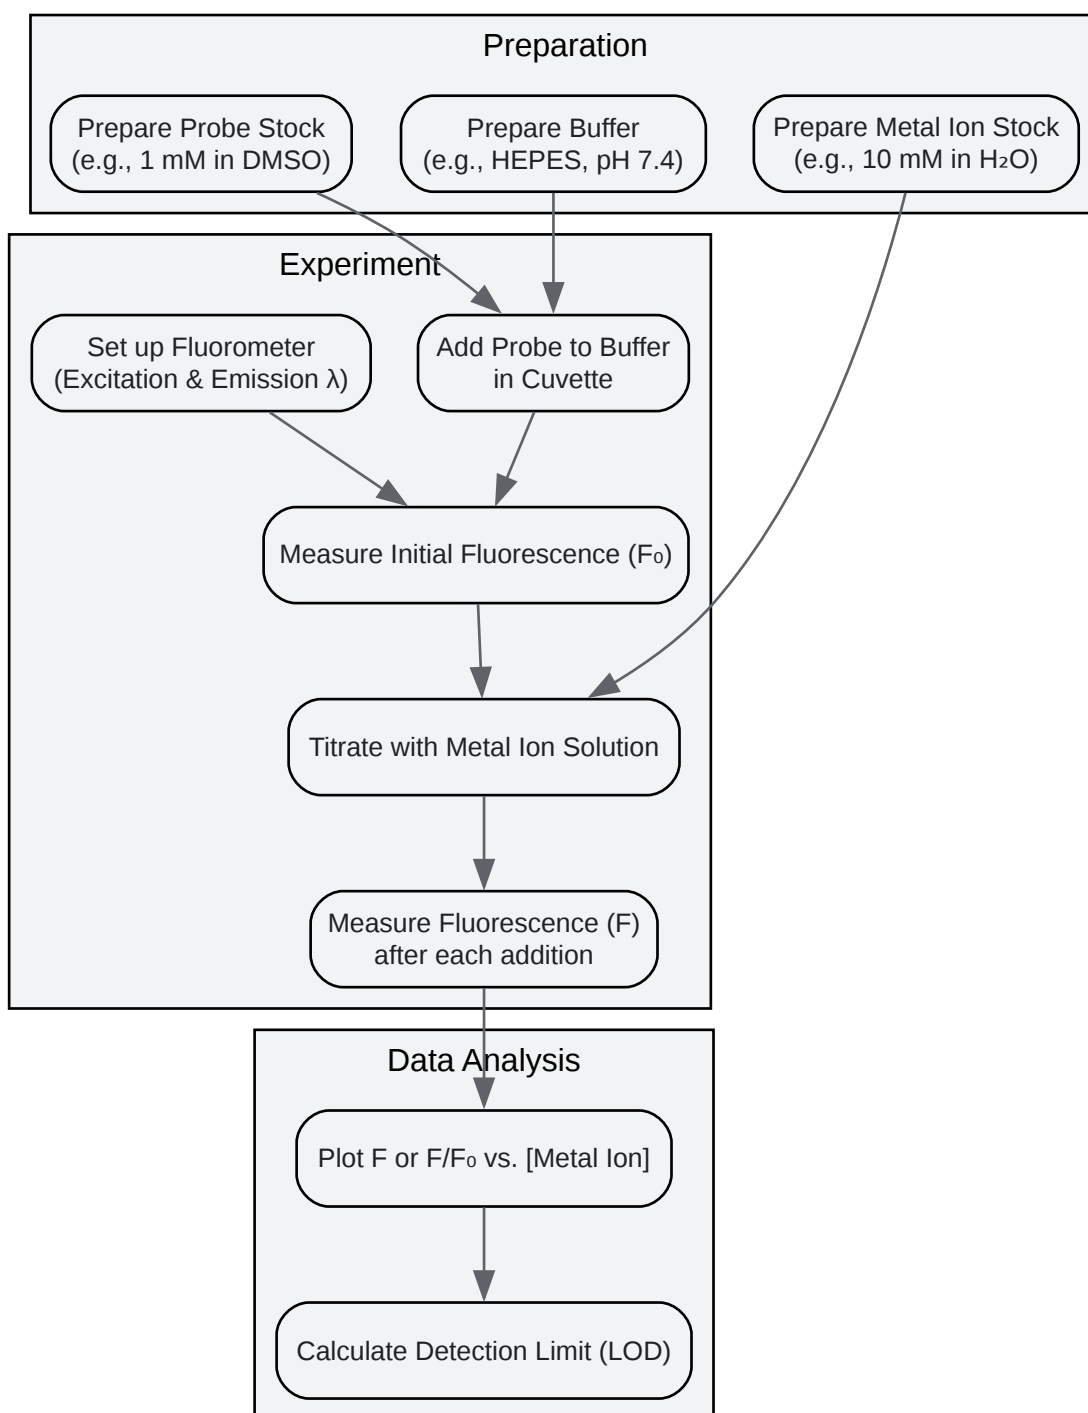 Preparation
Prepare Probe Stock
(e.g., 1 mM in DMSO)
Prepare Buffer
(e.g., HEPES, pH 7.4)
Prepare Metal Ion Stock
(e.g., 10 mM in H₂O)
Experiment
Set up Fluorometer
(Excitation & Emission λ)
Add Probe to Buffer
in Cuvette
Measure Initial Fluorescence (F₀)
Titrate with Metal Ion Solution
Measure Fluorescence (F)
after each addition
Data Analysis
Plot F or F/F₀ vs. [Metal Ion]
Calculate Detection Limit (LOD)